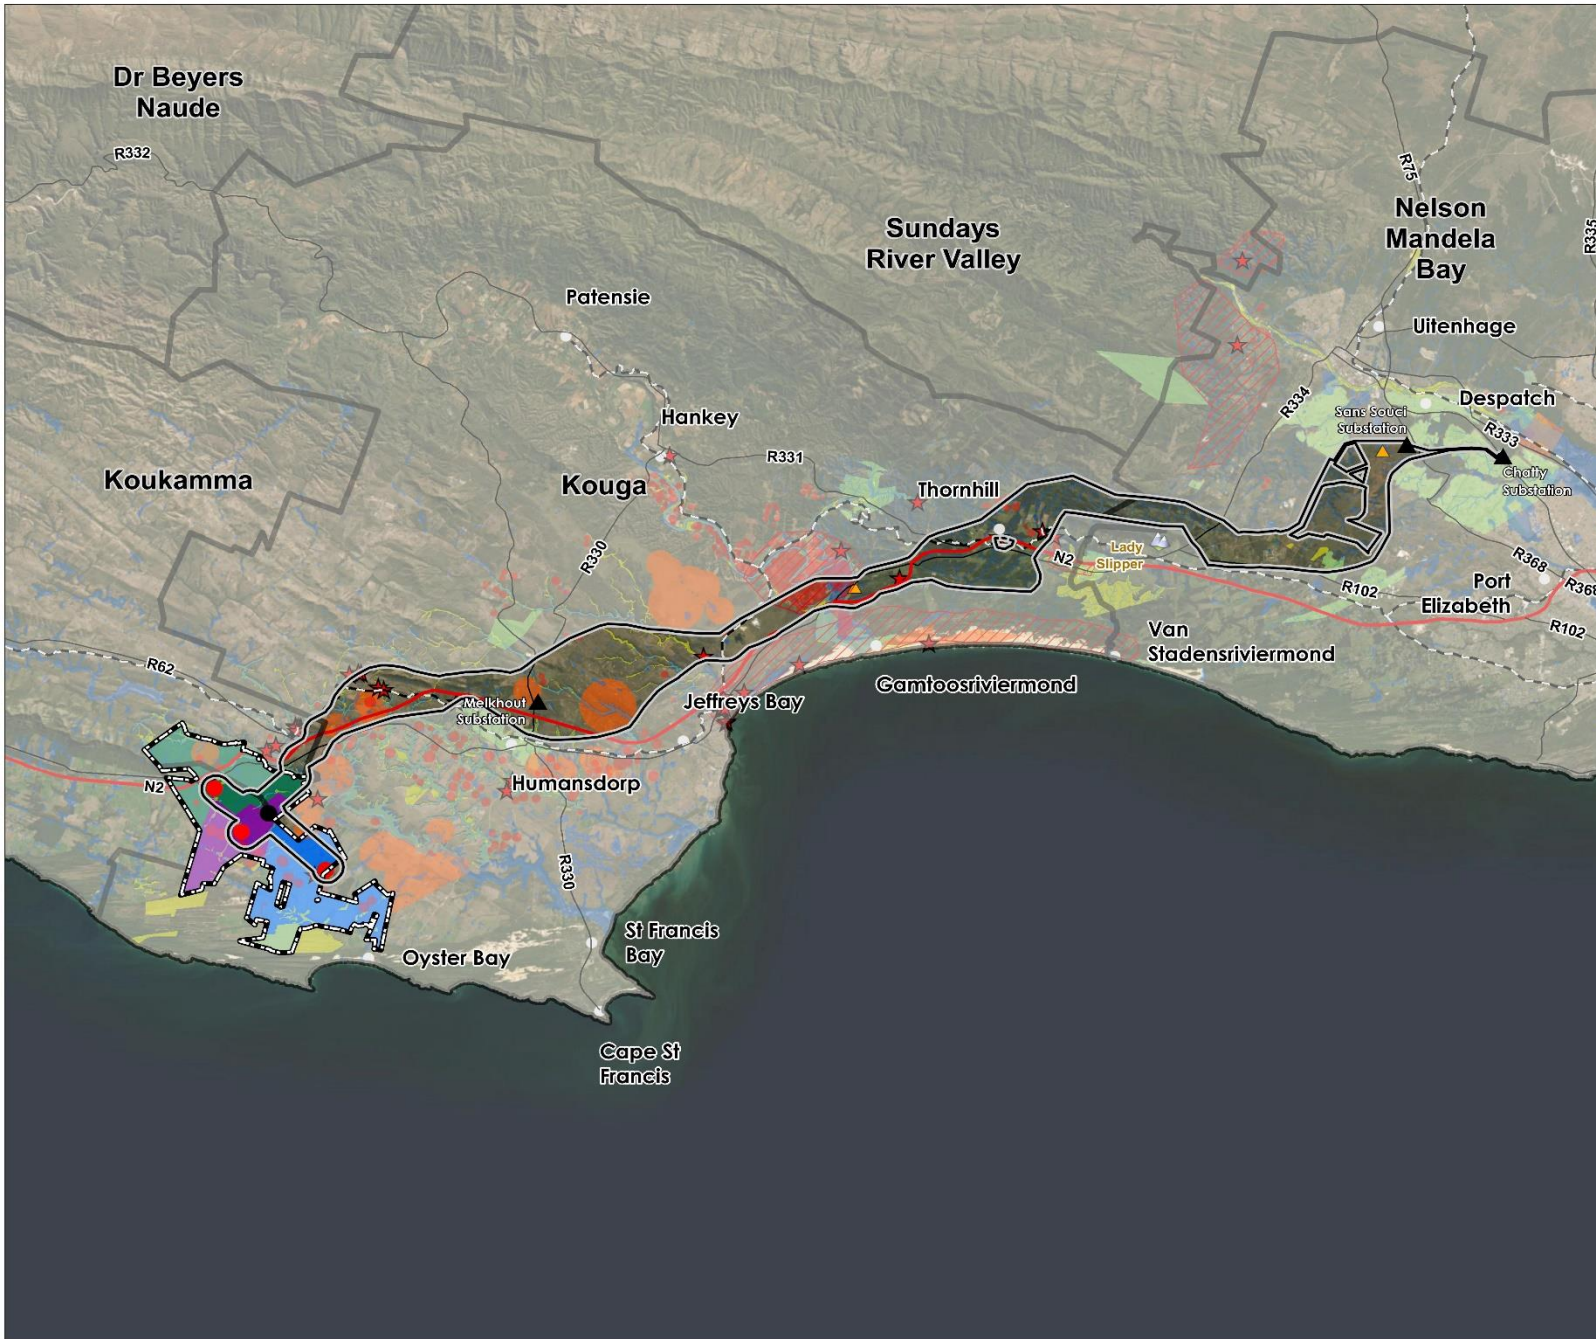 Dr Beyers
Naude
R332
R75
Nelson
Mandela
Bay
R335
Sundays
River Valley
Patensie
Uitenhage
Hankey
R334
Despatch
Sans Souci
Substation
R333
R331
Koukamma
Kouga
Thornhill
Chatty
Substation
R330
N2
Lady
Slipper
R368
Port
Elizabeth
R102
R368
R102
Van
Stadensriviermond
R62
Gamtoosriviermond
Melkhout
Substation
Jeffreys Bay
N2
Humansdorp
R330
St Francis
Bay
Oyster Bay
Cape St
Francis